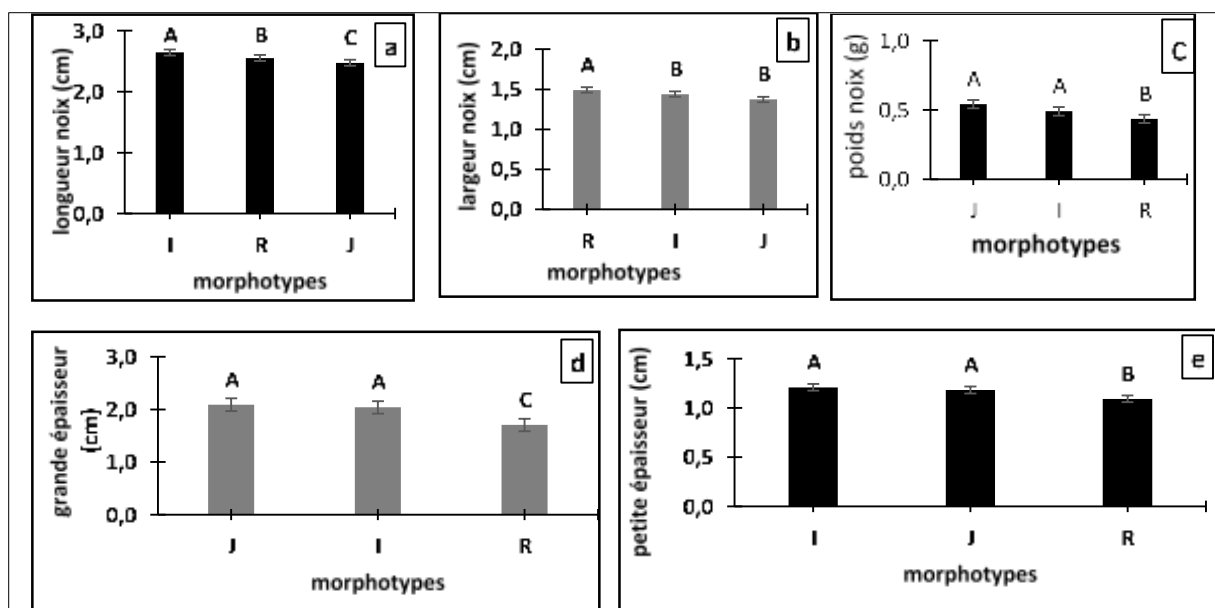 a
longueur noix (cm)
3,0
2,0
1,0
0,0
A
B
C
I
R
J
morphotypes
b
largeur noix (cm)
2,0
1,5
1,0
0,5
0,0
A
B
B
R
I
J
morphotypes
C
poids noix (g)
1,0
0,5
0,0
A
A
B
J
I
R
morphotypes
d
grande épaisseur
(cm)
3,0
2,0
1,0
0,0
A
A
C
J
I
R
morphotypes
e
petite épaisseur (cm)
1,5
1,0
0,5
0,0
A
A
B
I
J
R
morphotypes